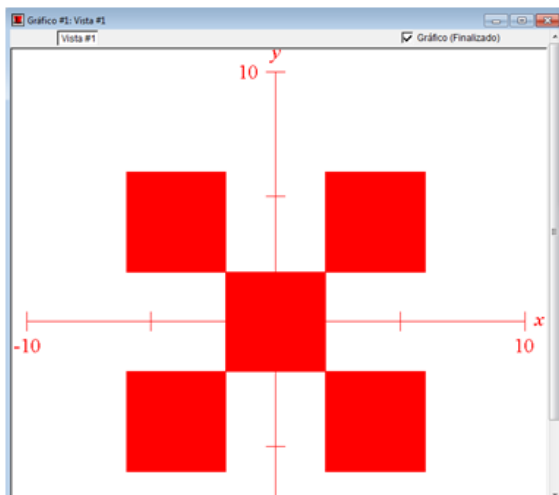 Gráfico #1: Vista #1
Vista #1
Gráfico (Finalizado)
y
10
x
-10
10